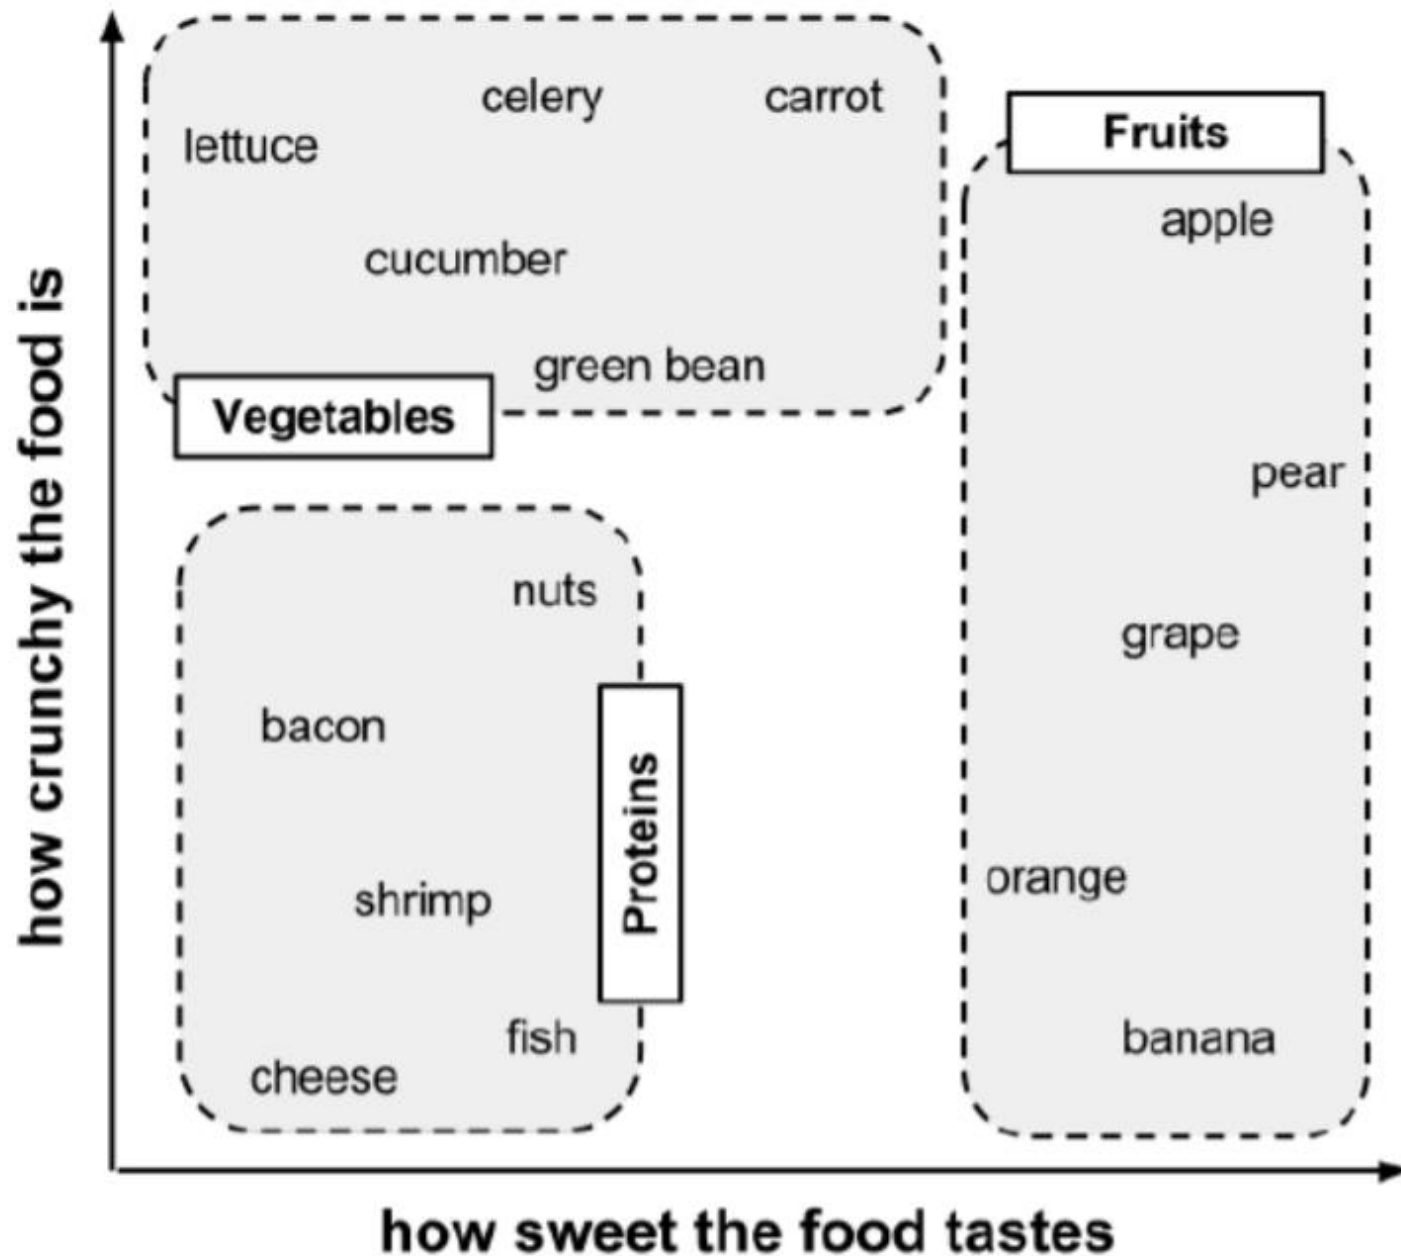 how crunchy the food is
celery
carrot
lettuce
cucumber
green bean
Vegetables
Fruits
apple
pear
grape
orange
banana
nuts
bacon
shrimp
fish
cheese
Proteins
how sweet the food tastes